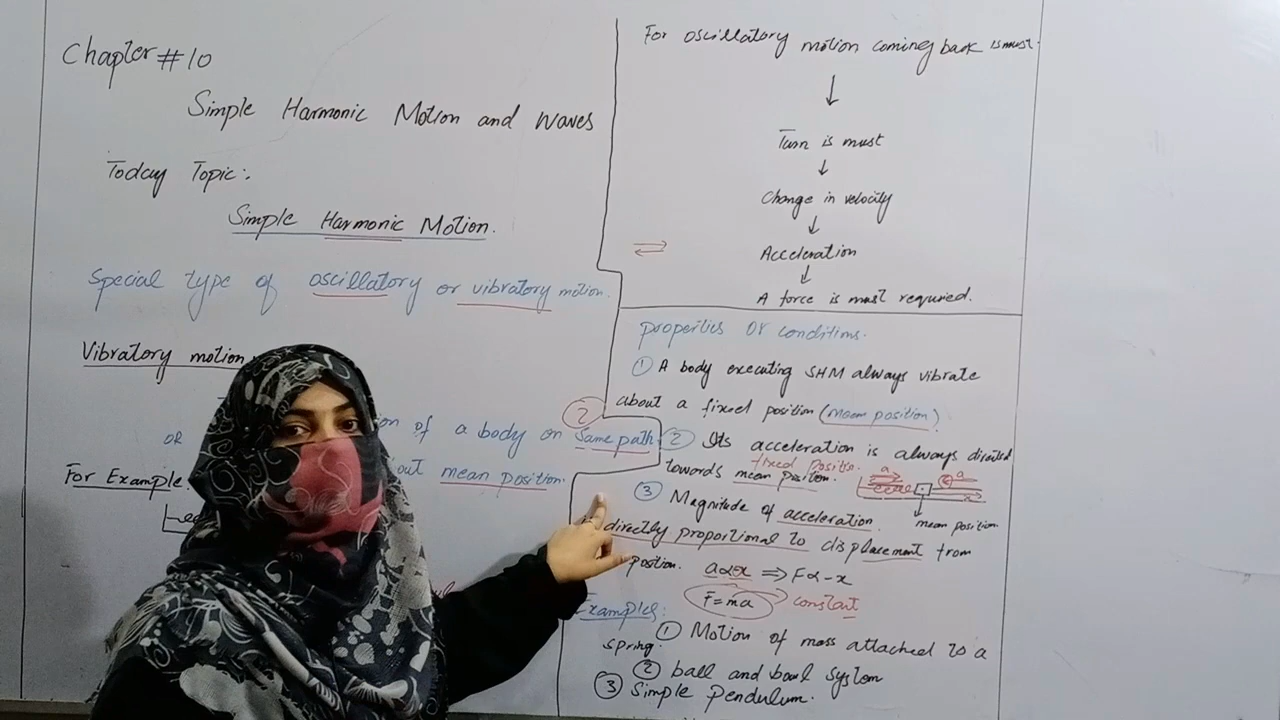 Chapter # 10
Simple Harmonic Motion and Waves
Today Topic:
Simple Harmonic Motion.
Special type of oscillatory or vibratory motion.
Vibratory motion
OR
of a body on same path
mean position.
For Example
For oscillatory motion coming back is must.
↓
Turn is must
↓
Change in velocity
↓
Acceleration
↓
A force is must required.
properties or conditions.
① A body executing SHM always vibrate
about a fixed position (mean position).
② ② Its acceleration is always directed
fixed
towards mean position.
a a
x
mean position
③ Magnitude of acceleration
directly proportional to displacement from
position. a∝x ⇒ F∝-x
F=ma constant
Examples:
① Motion of mass attached to a
spring.
② ball and bowl system
③ Simple pendulum.